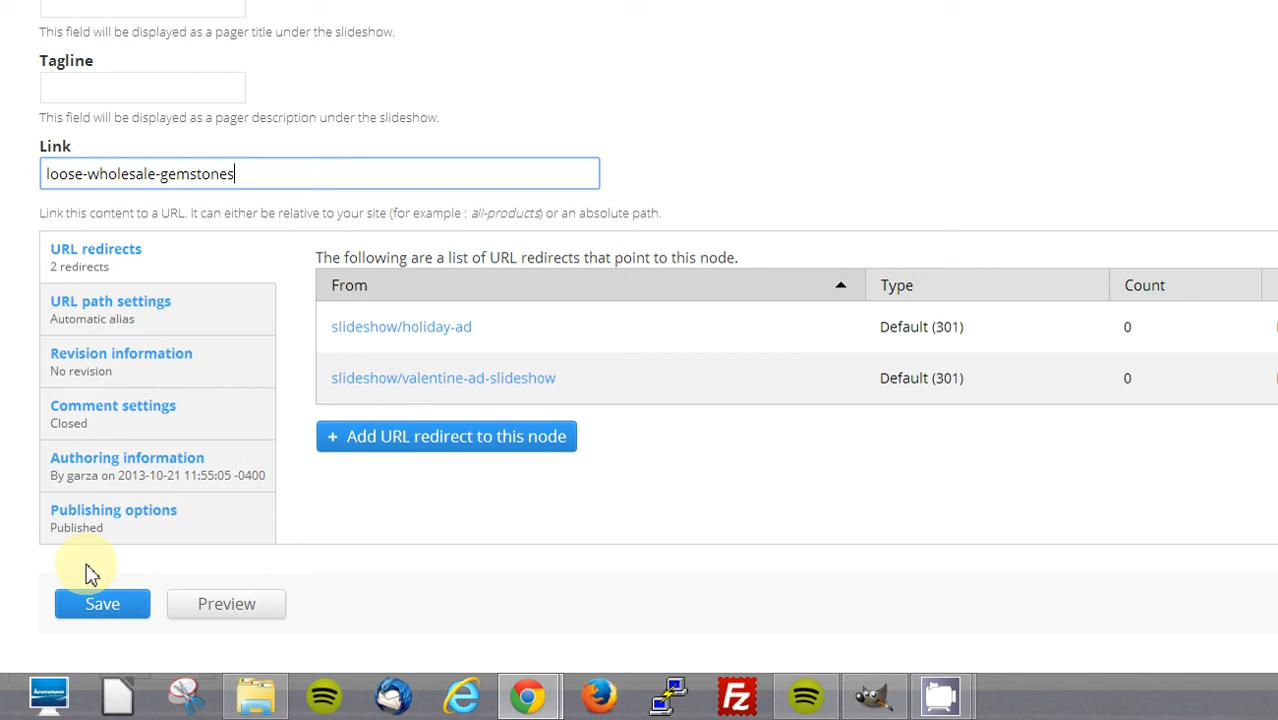 This field will be displayed as a pager title under the slideshow.
Tagline
This field will be displayed as a pager description under the slideshow.
Link
loose-wholesale-gemstones
Link this content to a URL. It can either be relative to your site (for example : all-products) or an absolute path.
URL redirects
2 redirects
URL path settings
Automatic alias
Revision information
No revision
Comment settings
Closed
Authoring information
By garza on 2013-10-21 11:55:05 -0400
Publishing options
Published
The following are a list of URL redirects that point to this node.
From Type Count
slideshow/holiday-ad Default (301) 0
slideshow/valentine-ad-slideshow Default (301) 0
+ Add URL redirect to this node
Save Preview
lenovo
FZ